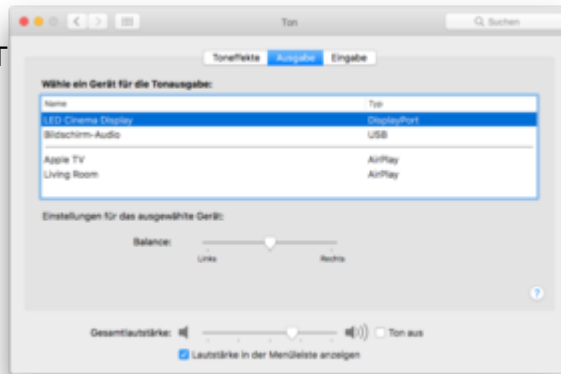 Ton
Suchen
Toneffekte Ausgabe Eingabe
Wähle ein Gerät für die Tonausgabe:
Name Typ
LED Cinema Display DisplayPort
Bildschirm-Audio USB
Apple TV AirPlay
Living Room AirPlay
Einstellungen für das ausgewählte Gerät:
Balance:
Links Rechts
?
Gesamtlautstärke: Ton aus
Lautstärke in der Menüleiste anzeigen